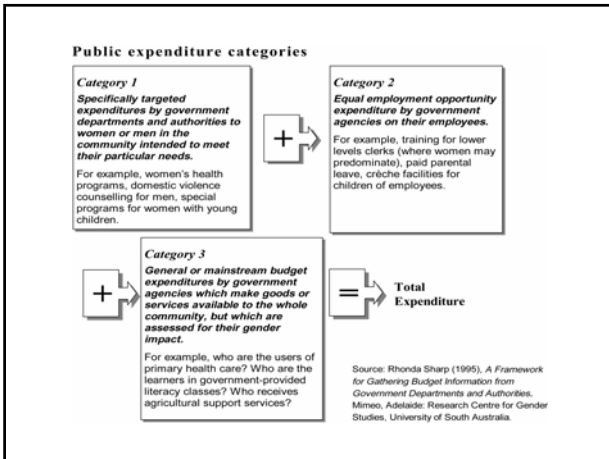 Public expenditure categories
Category 1
Specifically targeted
expenditures by government
departments and authorities to
women or men in the
community intended to meet
their particular needs.
For example, women's health
programs, domestic violence
counselling for men, special
programs for women with young
children.
+
Category 2
Equal employment opportunity
expenditure by government
agencies on their employees.
For example, training for lower
levels clerks (where women may
predominate), paid parental
leave, crèche facilities for
children of employees.
+
Category 3
General or mainstream budget
expenditures by government
agencies which make goods or
services available to the whole
community, but which are
assessed for their gender
impact.
For example, who are the users of
primary health care? Who are the
learners in government-provided
literacy classes? Who receives
agricultural support services?
=
Total
Expenditure
Source: Rhonda Sharp (1995), A Framework
for Gathering Budget Information from
Government Departments and Authorities,
Mimeo, Adelaide: Research Centre for Gender
Studies, University of South Australia.